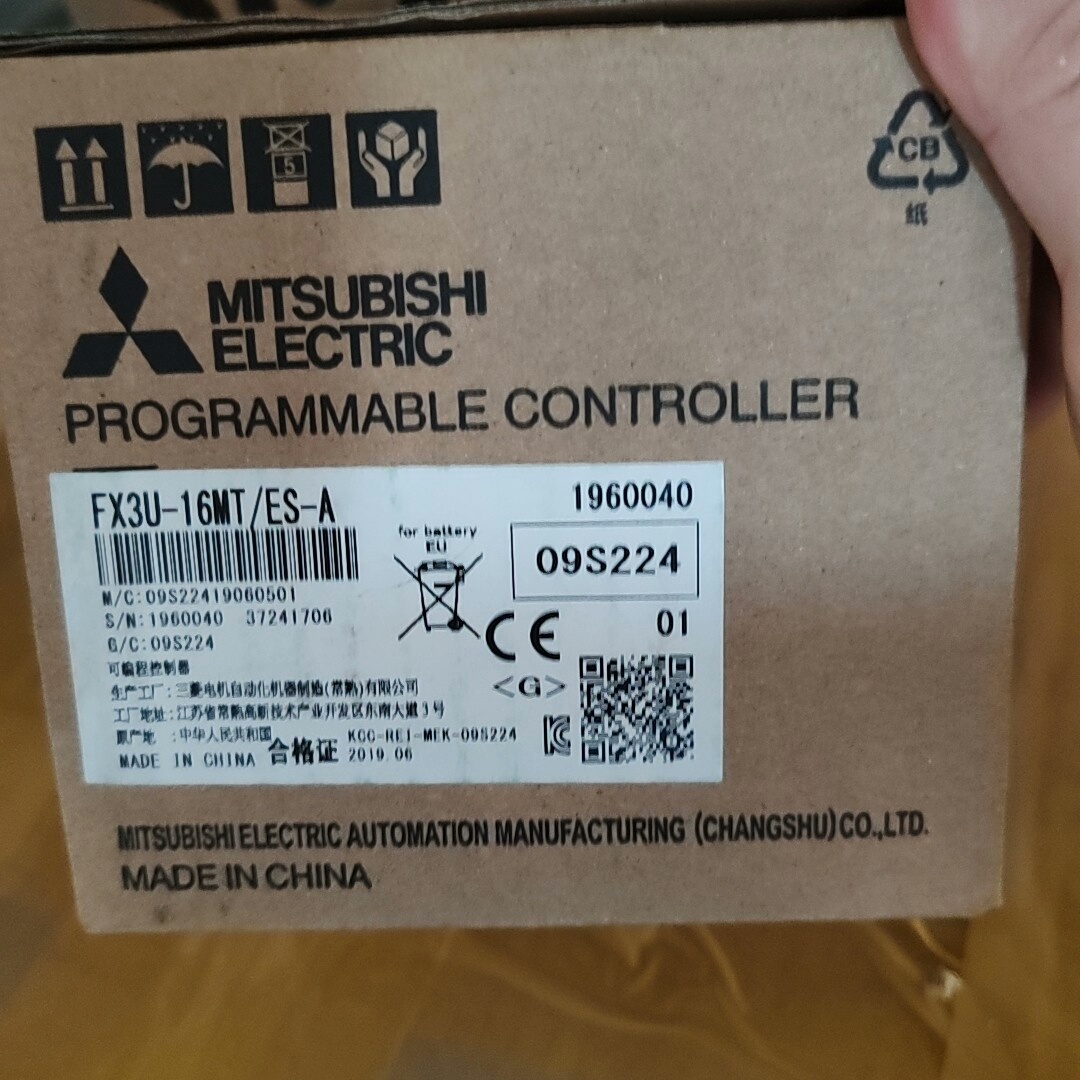 5
CB
纸
MITSUBISHI
ELECTRIC
PROGRAMMABLE CONTROLLER
FX3U-16MT/ES-A
1960040
for battery
EU
09S224
M/C:09S22419060501
S/N:1960040 37241706
G/C:09S224
01
CE
可编程控制器
<G>
生产工厂:三菱电机自动化机器制造(常熟)有限公司
工厂地址:江苏省常熟高新技术产业开发区东南大道3号
原产地 :中华人民共和国
KCC-REI-MEK-09S224
MADE IN CHINA 合格证 2019.06
MITSUBISHI ELECTRIC AUTOMATION MANUFACTURING (CHANGSHU) CO.,LTD.
MADE IN CHINA